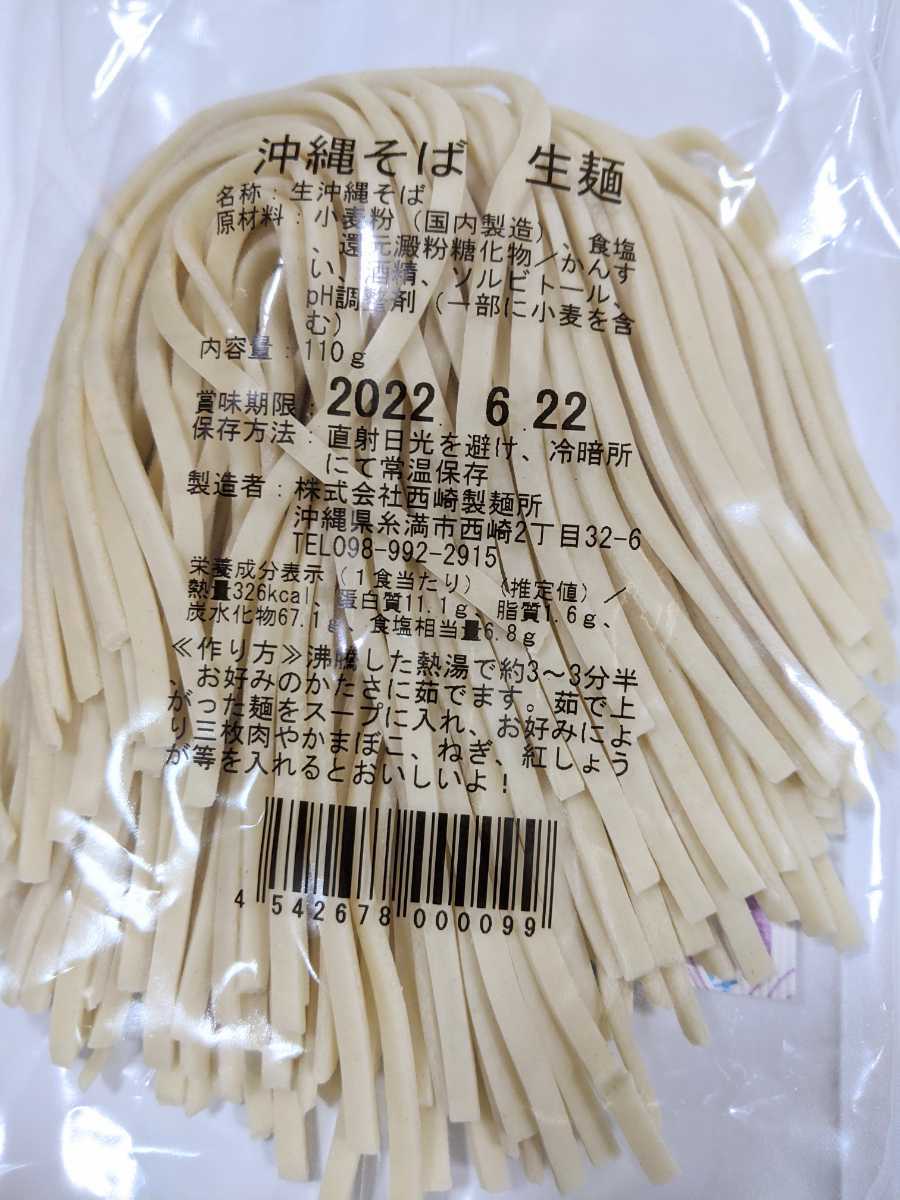 沖縄そば　生麺
名称：生沖縄そば
原材料：小麦粉（国内製造）、食塩
、還元澱粉糖化物／かんす
い、酒精、ソルビトール、
pH調整剤（一部に小麦を含
む）
内容量：110g
賞味期限：2022. 6.22
保存方法：直射日光を避け、冷暗所
にて常温保存
製造者：株式会社西崎製麺所
沖縄県糸満市西崎2丁目32-6
TEL098-992-2915
栄養成分表示（1食当たり）（推定値）／
熱量326kcal、蛋白質11.1g、脂質1.6g、
炭水化物67.1g、食塩相当量6.8g
≪作り方≫沸騰した熱湯で約3～3分半
、お好みのかたさに茹でます。茹で上
がった麺をスープに入れ、お好みによ
り三枚肉やかまぼこ、ねぎ、紅しょう
が等を入れるとおいしいよ！
4 542678 000099